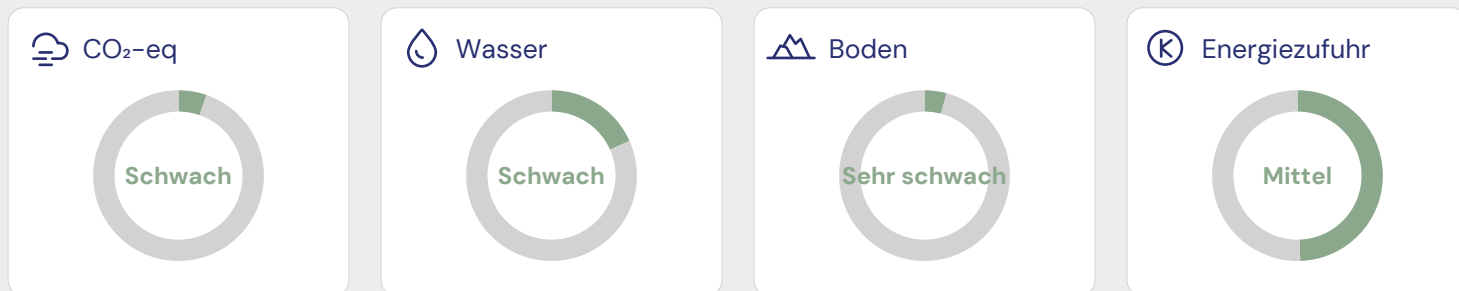 CO₂-eq
Schwach
Wasser
Schwach
Boden
Sehr schwach
K Energiezufuhr
Mittel